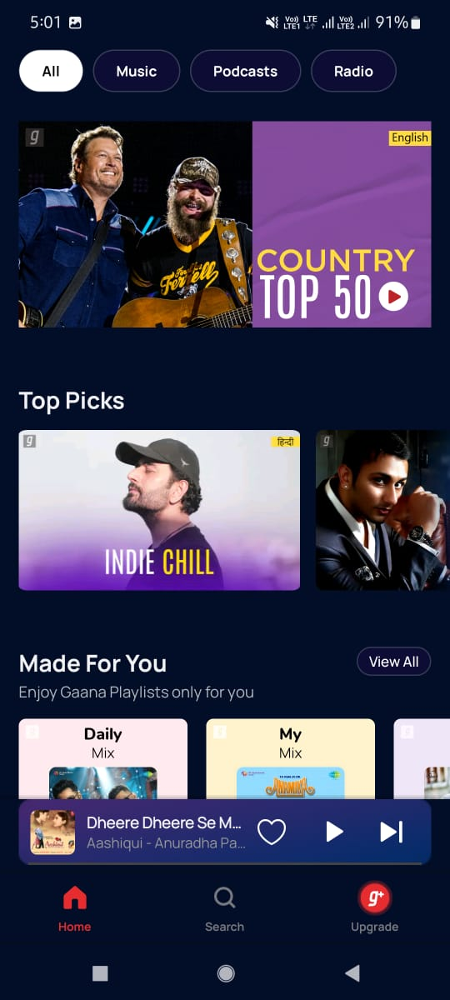 5:01
Vo) LTE1 LTE Vo) LTE2 91%
All
Music
Podcasts
Radio
g
English
Ferrell
COUNTRY
TOP 50
Top Picks
g
हिन्दी
INDIE CHILL
g
Made For You
View All
Enjoy Gaana Playlists only for you
Daily
Mix
My
Mix
ANAMIKA
Dheere Dheere Se M...
Aashiqui - Anuradha Pa...
g+
Home
Search
Upgrade